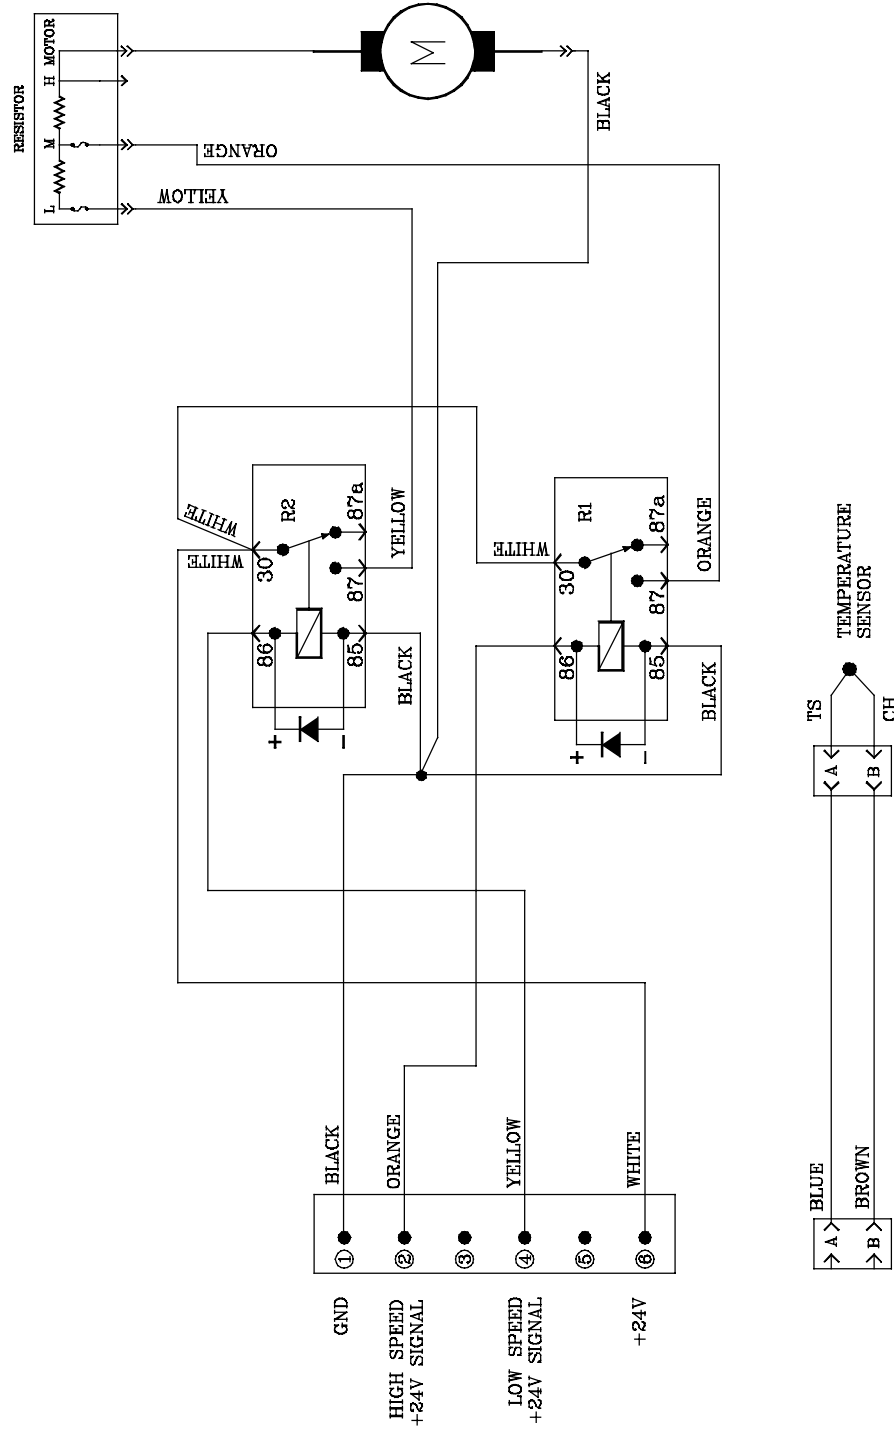 RESISTOR
MOTOR
H
M
L
M
ORANGE
YELLOW
BLACK
WHITE
WHITE
R2
30
87a
87
86
85
YELLOW
BLACK
+
-
WHITE
R1
30
87a
87
86
85
ORANGE
BLACK
+
-
BLACK
ORANGE
YELLOW
WHITE
1
2
3
4
5
6
GND
HIGH SPEED
+24V SIGNAL
LOW SPEED
+24V SIGNAL
+24V
TEMPERATURE
SENSOR
TS
CH
A
B
BLUE
BROWN
A
B